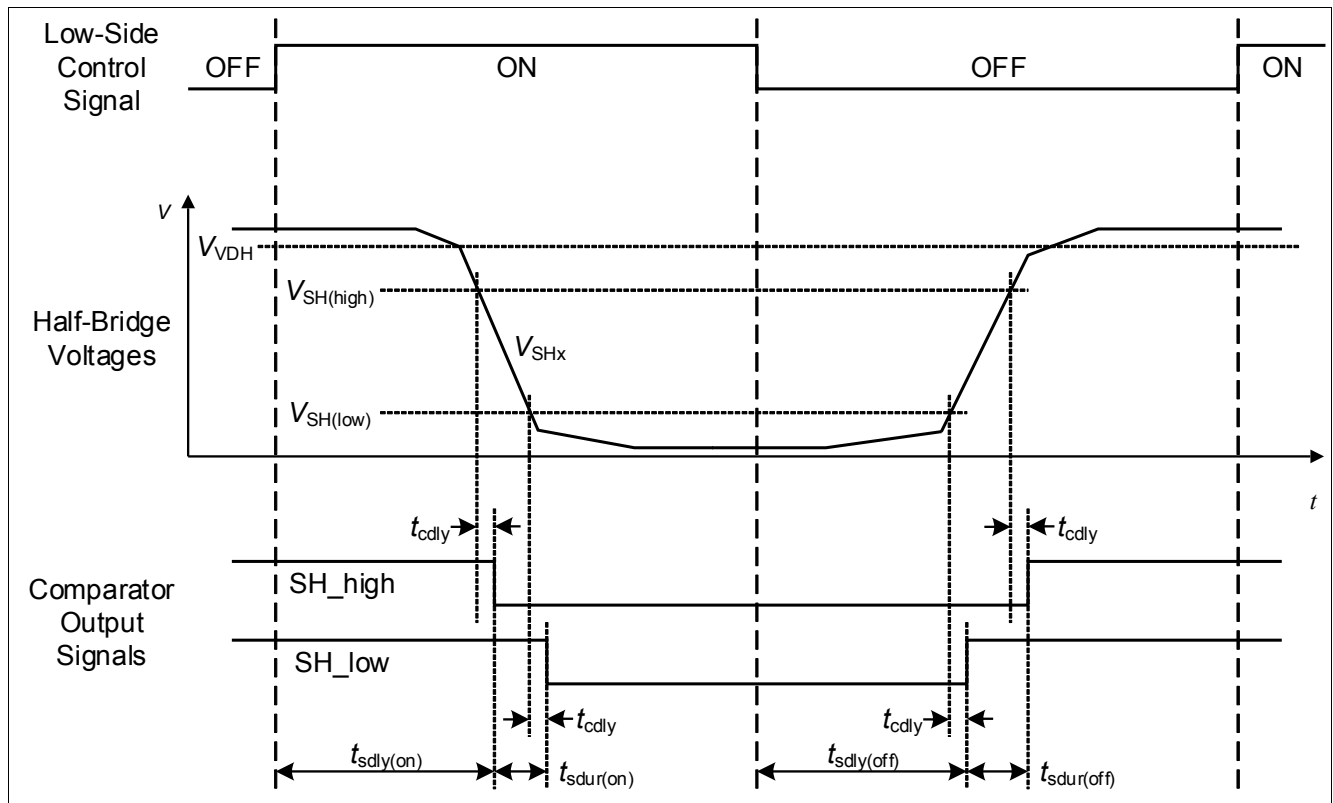 Low-Side
Control
Signal
OFF
ON
OFF
ON
V
VVDH
VSH(high)
Half-Bridge
Voltages
VSHx
VSH(low)
t
tcdly
tcdly
Comparator
Output
Signals
SH_high
SH_low
tcdly
tcdly
tsdly(on)
tsdur(on)
tsdly(off)
tsdur(off)